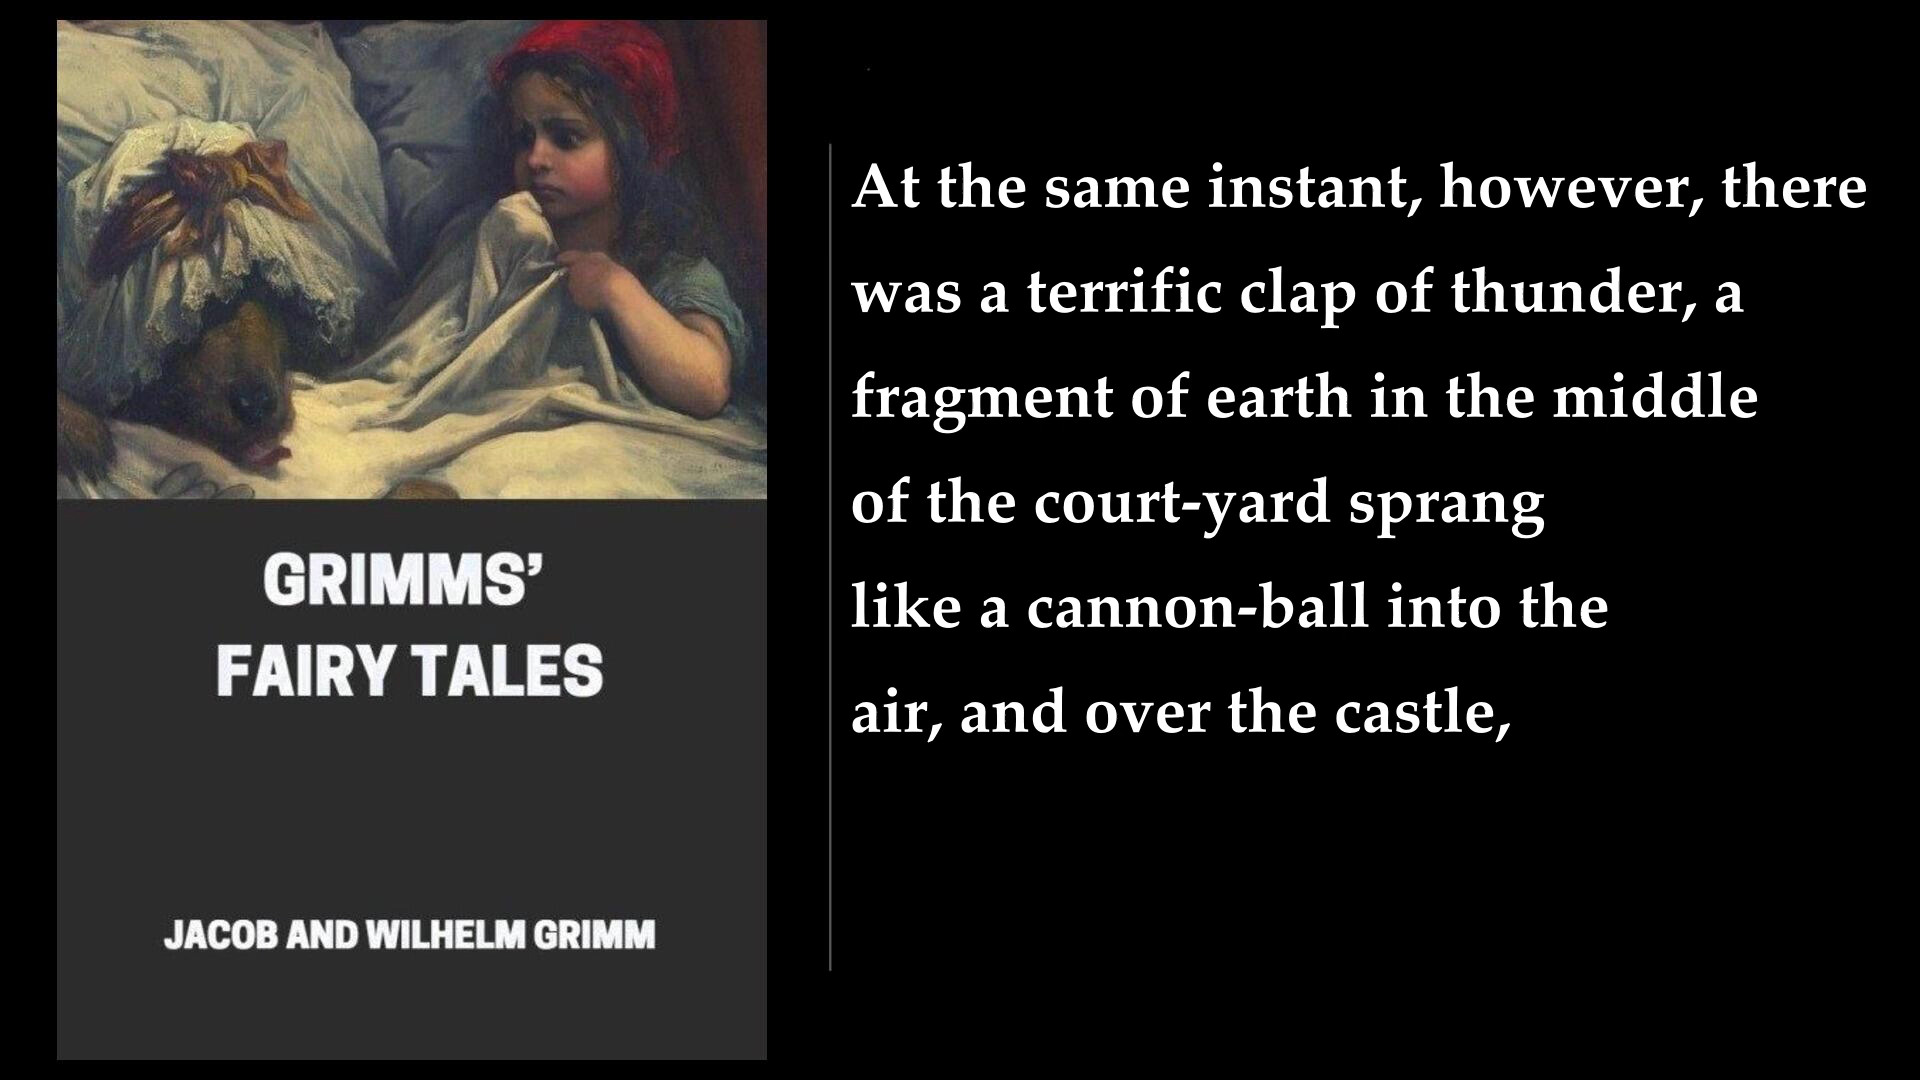 GRIMMS’
FAIRY TALES
JACOB AND WILHELM GRIMM
At the same instant, however, there
was a terrific clap of thunder, a
fragment of earth in the middle
of the court-yard sprang
like a cannon-ball into the
air, and over the castle,